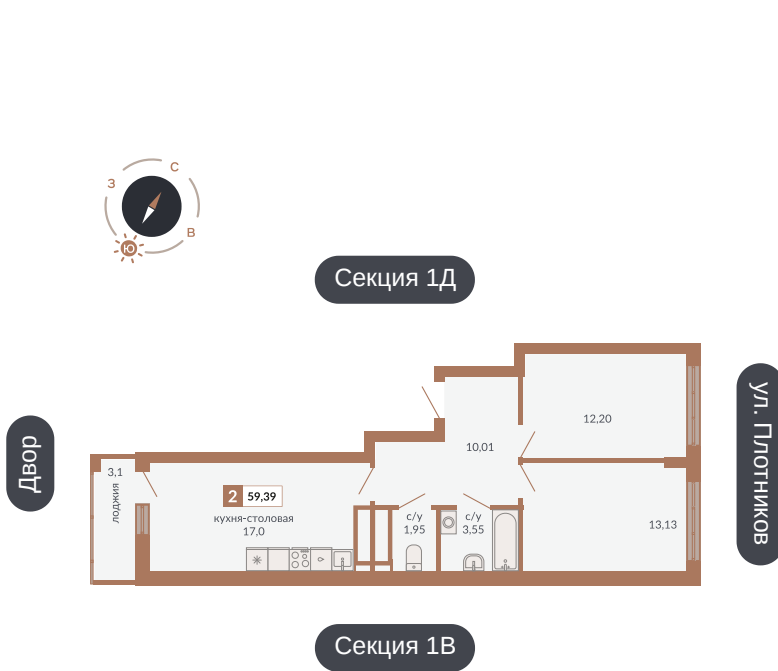 С
З
В
Ю
Секция 1Д
Двор
ул. Плотников
3,1
лоджия
2 59,39
кухня-столовая
17,0
10,01
12,20
13,13
с/у
1,95
с/у
3,55
Секция 1В